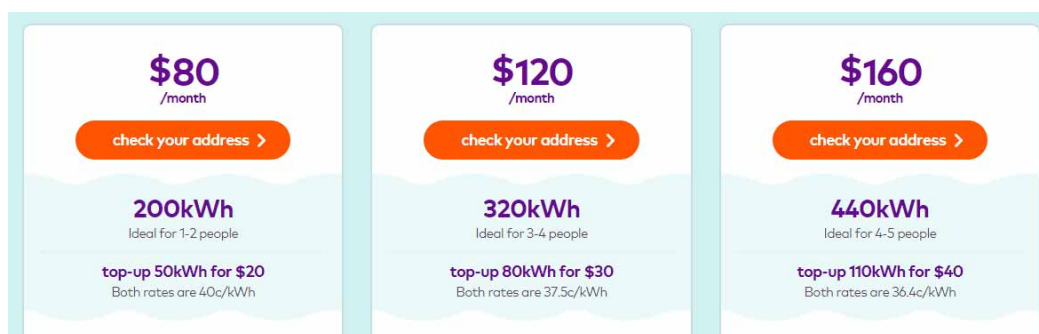 $80
/month
check your address
200kWh
Ideal for 1-2 people
top-up 50kWh for $20
Both rates are 40c/kWh
$120
/month
check your address
320kWh
Ideal for 3-4 people
top-up 80kWh for $30
Both rates are 37.5c/kWh
$160
/month
check your address
440kWh
Ideal for 4-5 people
top-up 110kWh for $40
Both rates are 36.4c/kWh